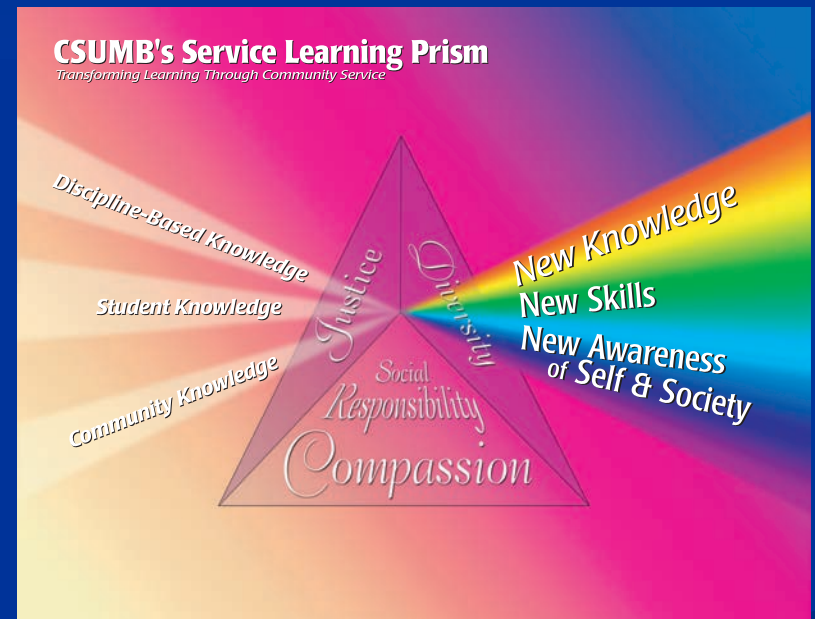 CSUMB's Service Learning Prism
Transforming Learning Through Community Service
Discipline-Based Knowledge
Student Knowledge
Community Knowledge
Justice
Diversity
Social
Responsibility
Compassion
New Knowledge
New Skills
New Awareness
of Self & Society